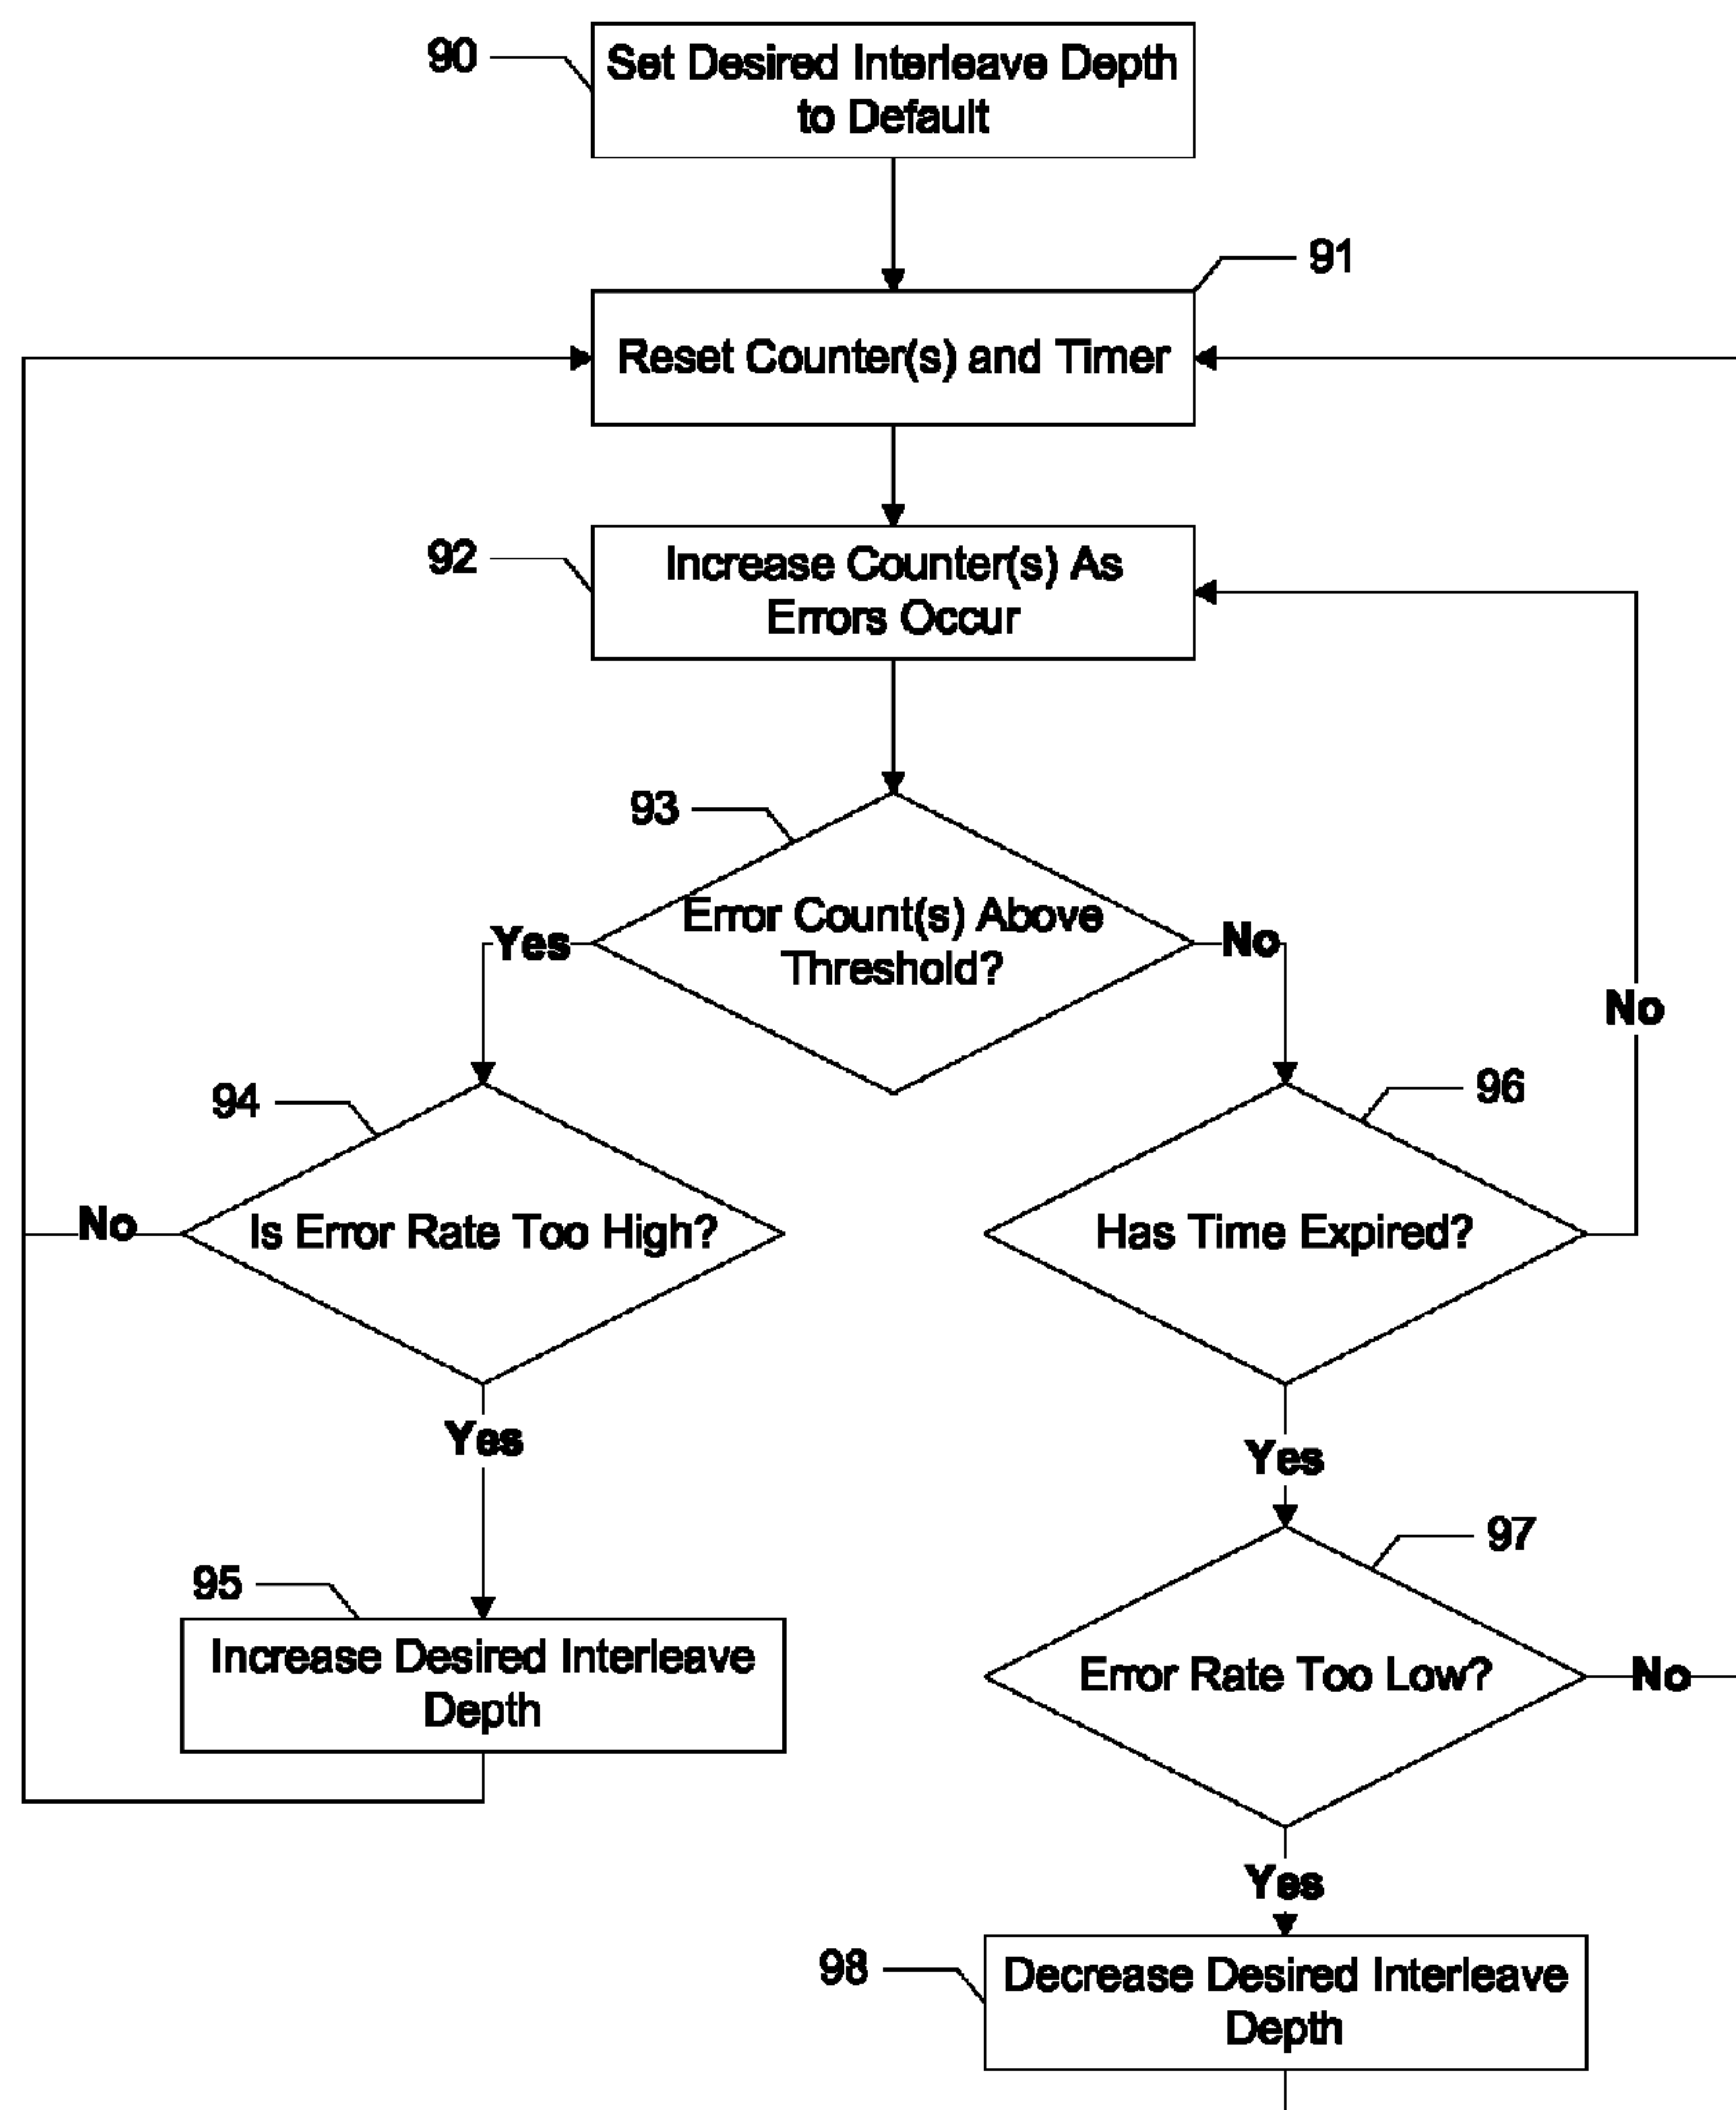 90
Set Desired Interleave Depth
to Default
91
Reset Counter(s) and Timer
92
Increase Counter(s) As
Errors Occur
93
Error Count(s) Above
Threshold?
Yes
No
No
94
96
Is Error Rate Too High?
No
Has Time Expired?
Yes
Yes
95
97
Increase Desired Interleave
Depth
Error Rate Too Low?
No
Yes
98
Decrease Desired Interleave
Depth